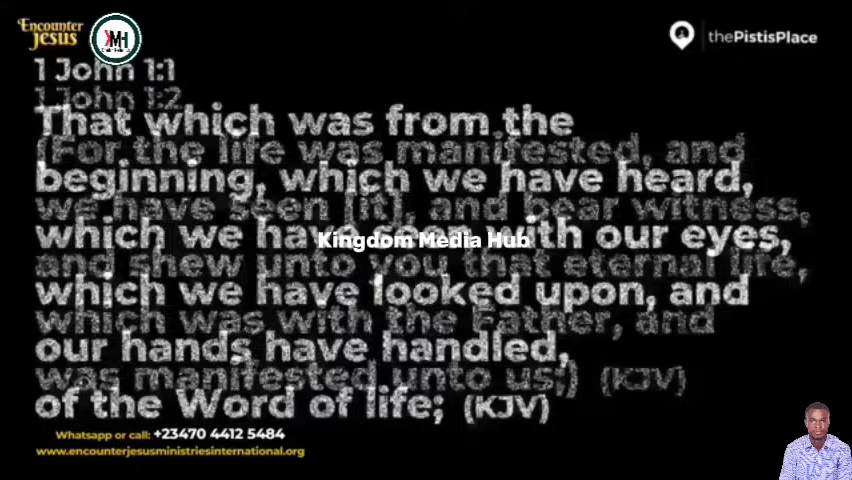 Encounter
Jesus
KMH
thePistisPlace
1 John 1:1
1 John 1:2
That which was from the
(For the life was manifested, and
beginning, which we have heard,
we have seen [it], and bear witness,
which we have seen with our eyes,
Kingdom Media Hub
and shew unto you that eternal life,
which we have looked upon, and
which was with the Father, and
our hands have handled,
was manifested unto us;) (KJV)
of the Word of life; (KJV)
Whatsapp or call: +23470 4412 5484
www.encounterjesusministriesinternational.org